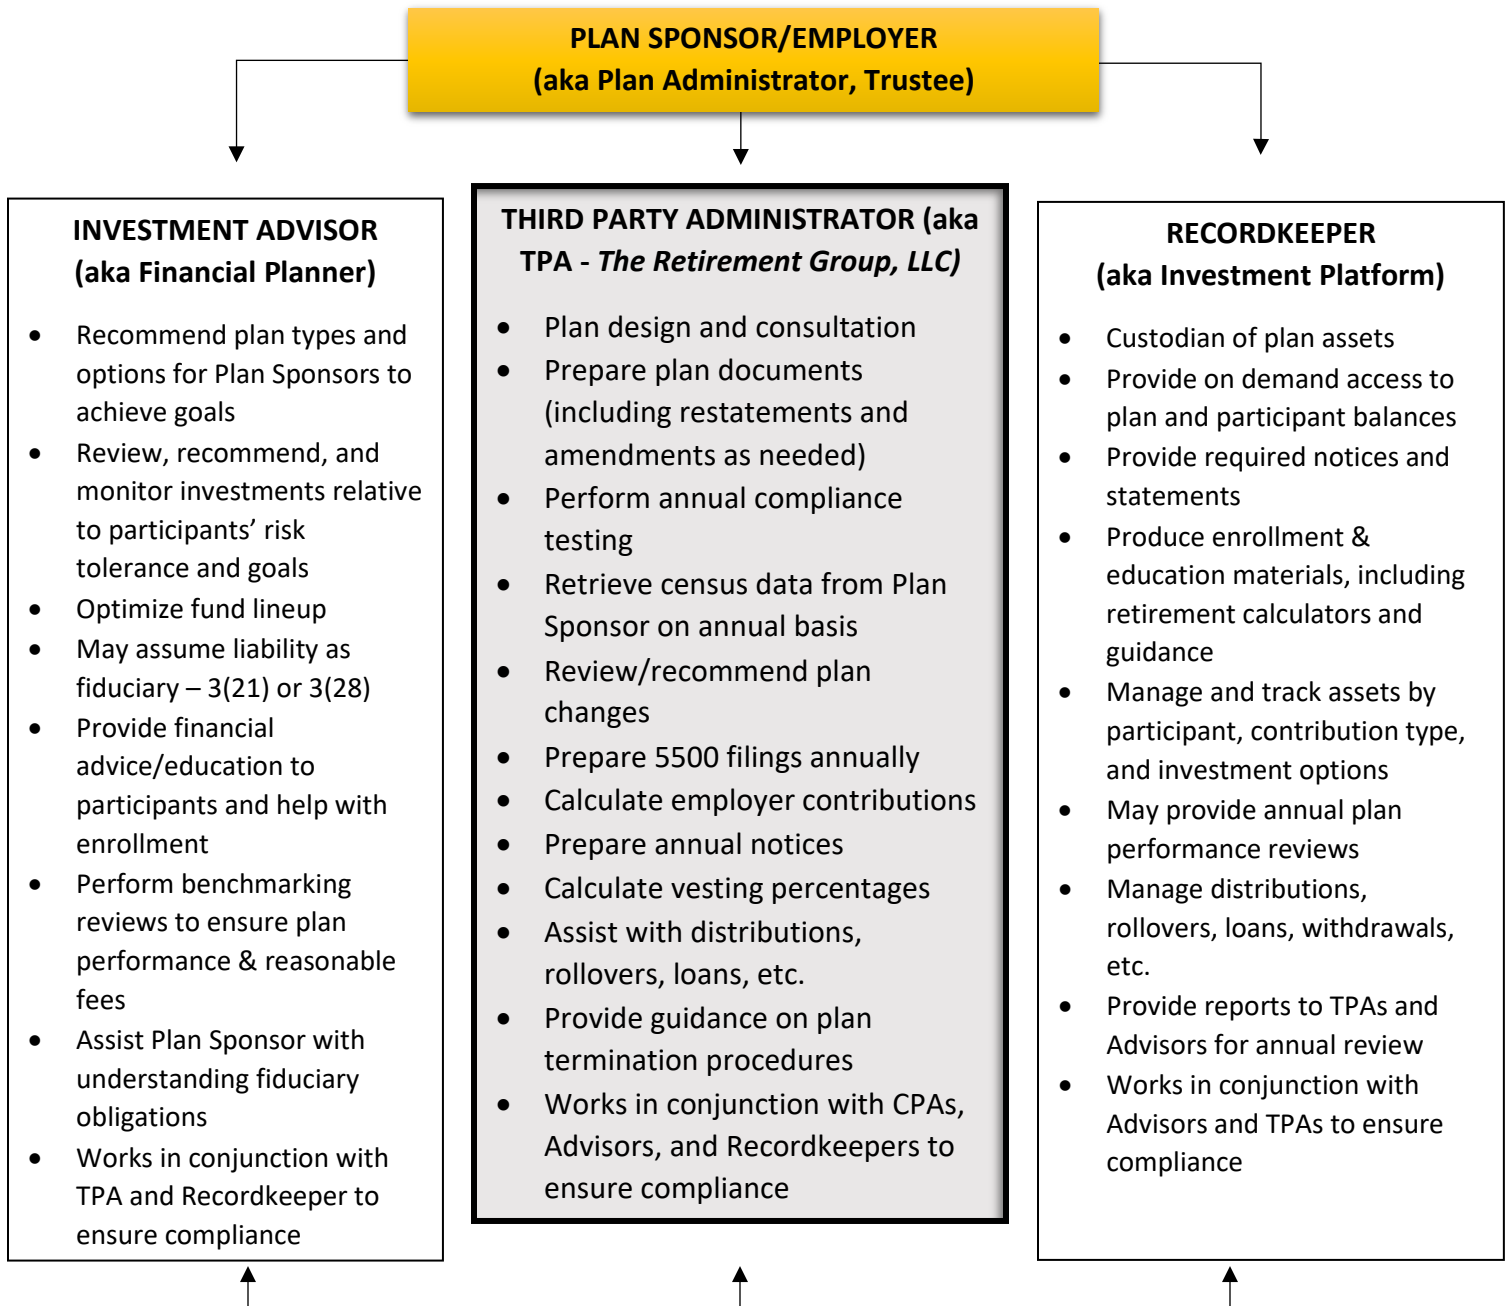 PLAN SPONSOR/EMPLOYER
(aka Plan Administrator, Trustee)
INVESTMENT ADVISOR
(aka Financial Planner)
• Recommend plan types and
options for Plan Sponsors to
achieve goals
• Review, recommend, and
monitor investments relative
to participants’ risk
tolerance and goals
• Optimize fund lineup
• May assume liability as
fiduciary – 3(21) or 3(28)
• Provide financial
advice/education to
participants and help with
enrollment
• Perform benchmarking
reviews to ensure plan
performance & reasonable
fees
• Assist Plan Sponsor with
understanding fiduciary
obligations
• Works in conjunction with
TPA and Recordkeeper to
ensure compliance
THIRD PARTY ADMINISTRATOR (aka
TPA - The Retirement Group, LLC)
• Plan design and consultation
• Prepare plan documents
(including restatements and
amendments as needed)
• Perform annual compliance
testing
• Retrieve census data from Plan
Sponsor on annual basis
• Review/recommend plan
changes
• Prepare 5500 filings annually
• Calculate employer contributions
• Prepare annual notices
• Calculate vesting percentages
• Assist with distributions,
rollovers, loans, etc.
• Provide guidance on plan
termination procedures
• Works in conjunction with CPAs,
Advisors, and Recordkeepers to
ensure compliance
RECORDKEEPER
(aka Investment Platform)
• Custodian of plan assets
• Provide on demand access to
plan and participant balances
• Provide required notices and
statements
• Produce enrollment &
education materials, including
retirement calculators and
guidance
• Manage and track assets by
participant, contribution type,
and investment options
• May provide annual plan
performance reviews
• Manage distributions,
rollovers, loans, withdrawals,
etc.
• Provide reports to TPAs and
Advisors for annual review
• Works in conjunction with
Advisors and TPAs to ensure
compliance